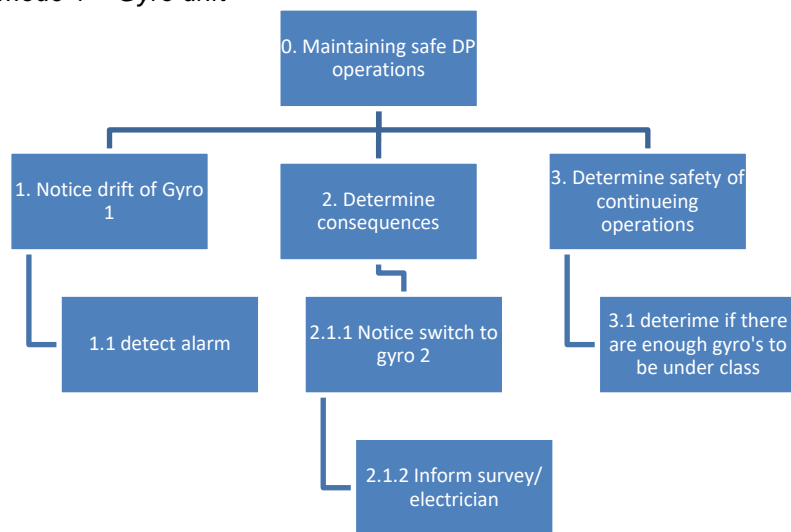 0. Maintaining safe DP
operations
1. Notice drift of Gyro
1
2. Determine
consequences
3. Determine safety of
continueing
operations
1.1 detect alarm
2.1.1 Notice switch to
gyro 2
3.1 deterime if there
are enough gyro's to
be under class
2.1.2 Inform survey/
electrician